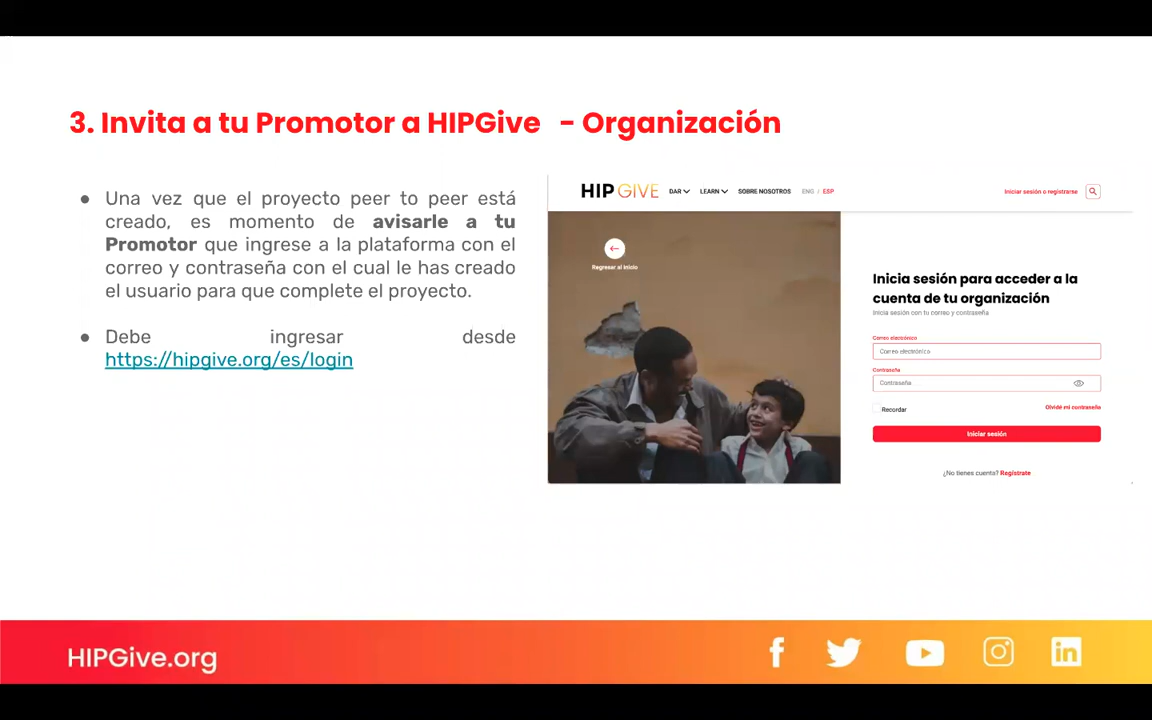 3. Invita a tu Promotor a HIPGive - Organización
● Una vez que el proyecto peer to peer está
creado, es momento de avisarle a tu
Promotor que ingrese a la plataforma con el
correo y contraseña con el cual le has creado
el usuario para que complete el proyecto.
● Debe ingresar desde
https://hipgive.org/es/login
HIP GIVE DAR LEARN SOBRE NOSOTROS ENG / ESP Iniciar sesión o registrarse
Regresar al inicio
Inicia sesión para acceder a la
cuenta de tu organización
Inicia sesión con tu correo y contraseña
Correo electrónico
Correo electrónico
Contraseña
Contraseña
Recordar Olvidé mi contraseña
Iniciar sesión
¿No tienes cuenta? Regístrate
HIPGive.org